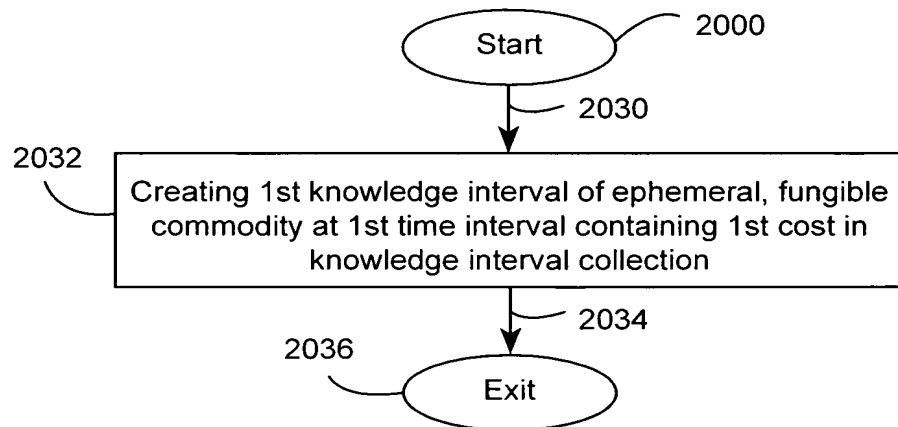 Start
2000
2030
2032
Creating 1st knowledge interval of ephemeral, fungible
commodity at 1st time interval containing 1st cost in
knowledge interval collection
2034
2036
Exit